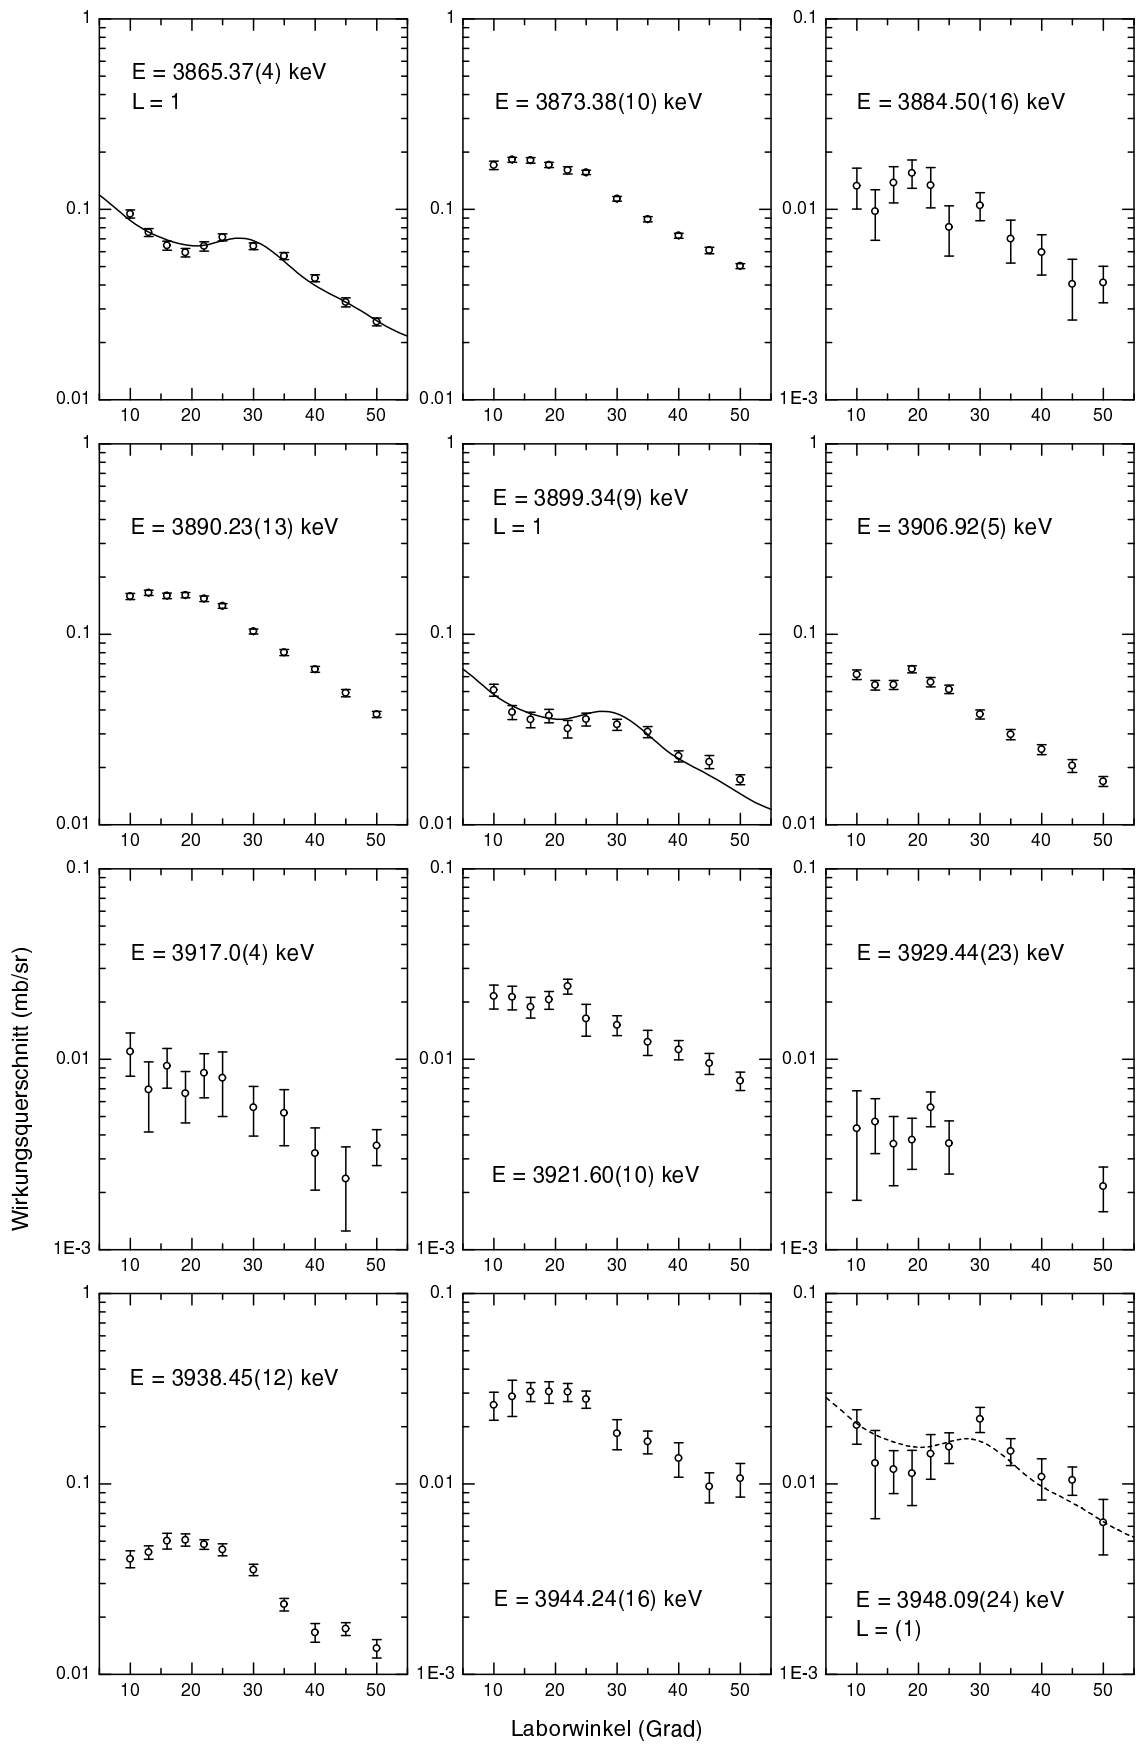 1
0.1
0.01
10 20 30 40 50
E = 3865.37(4) keV
L = 1
1
0.1
0.01
10 20 30 40 50
E = 3873.38(10) keV
0.1
0.01
1E-3
10 20 30 40 50
E = 3884.50(16) keV
1
0.1
0.01
10 20 30 40 50
E = 3890.23(13) keV
1
0.1
0.01
10 20 30 40 50
E = 3899.34(9) keV
L = 1
1
0.1
0.01
10 20 30 40 50
E = 3906.92(5) keV
0.1
0.01
1E-3
10 20 30 40 50
E = 3917.0(4) keV
0.1
0.01
1E-3
10 20 30 40 50
E = 3921.60(10) keV
0.1
0.01
1E-3
10 20 30 40 50
E = 3929.44(23) keV
1
0.1
0.01
10 20 30 40 50
E = 3938.45(12) keV
0.1
0.01
1E-3
10 20 30 40 50
E = 3944.24(16) keV
0.1
0.01
1E-3
10 20 30 40 50
E = 3948.09(24) keV
L = (1)
Wirkungsquerschnitt (mb/sr)
Laborwinkel (Grad)